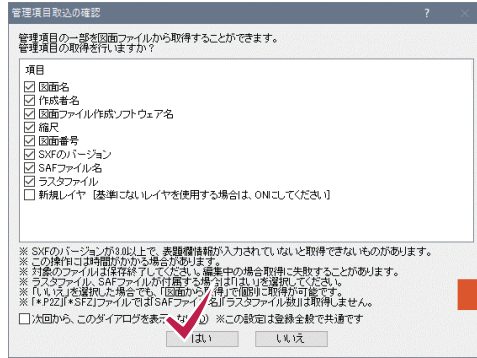 管理項目取込の確認
?
管理項目の一部を図面ファイルから取得することができます。
管理項目の取得を行いますか?
項目
図面名
作成者名
図面ファイル作成ソフトウェア名
縮尺
図面番号
SXFのバージョン
SAFファイル名
ラスタファイル
新規レイヤ [基準にないレイヤを使用する場合は、ONにしてください]
※ SXFのバージョンが3.0以上で、表題欄情報が入力されていないと取得できないものがあります。
※ この操作には時間がかかる場合があります。
※ 対象のファイルは保存終了してください。編集中の場合取得に失敗することがあります。
※ ラスタファイル、SAFファイルが付属する場合は「はい」を選択してください。
※ 「いいえ」を選択した場合でも、「図面から取得」で個別に取得が可能です。
※ 「*.P2Z」「*.SFZ」ファイルでは「SAFファイル名」「ラスタファイル数」は取得しません。
次回から、このダイアログを表示 ※この設定は登録全般で共通です
はい
いいえ